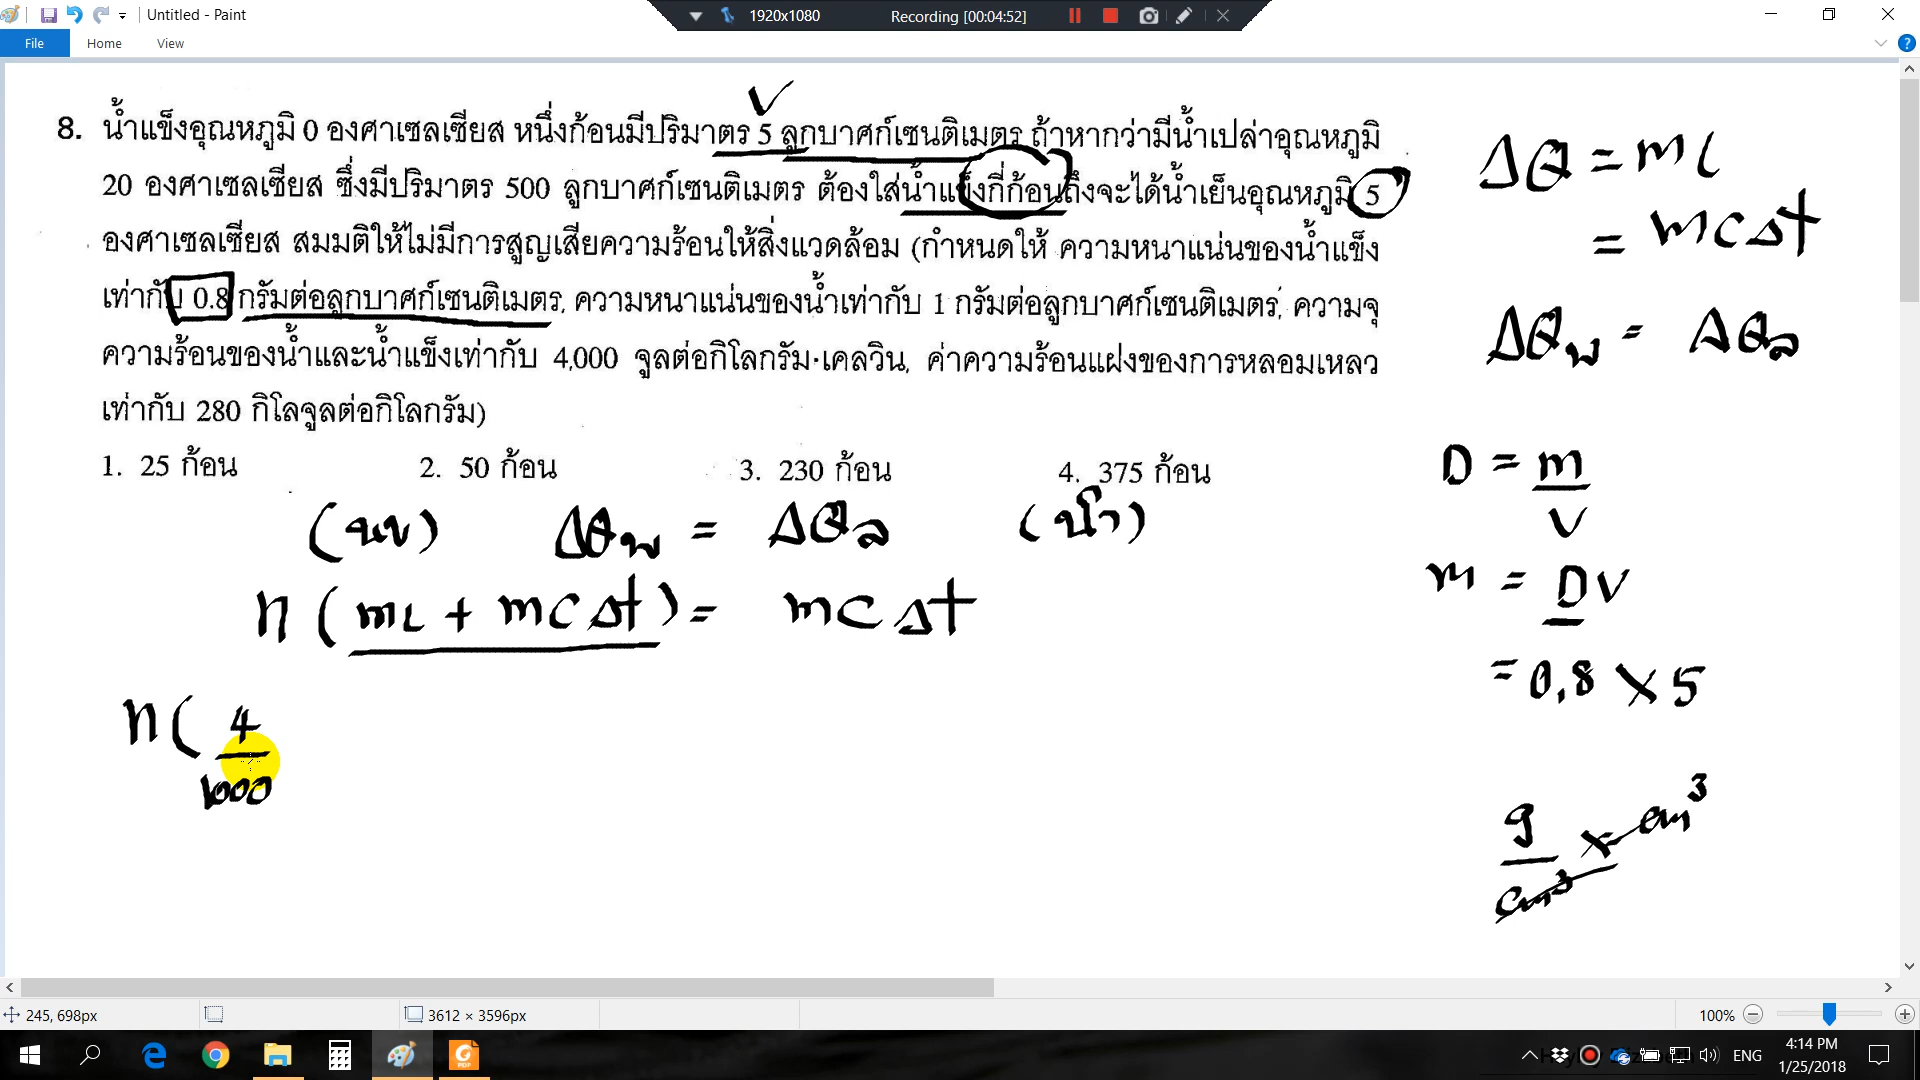 Untitled - Paint
1920x1080
Recording [00:04:52]
File Home View
8. น้ำแข็งอุณหภูมิ 0 องศาเซลเซียส หนึ่งก้อนมีปริมาตร 5 ลูกบาศก์เซนติเมตร ถ้าหากว่ามีน้ำเปล่าอุณหภูมิ
20 องศาเซลเซียส ซึ่งมีปริมาตร 500 ลูกบาศก์เซนติเมตร ต้องใส่น้ำแข็งกี่ก้อนถึงจะได้น้ำเย็นอุณหภูมิ 5
องศาเซลเซียส สมมติให้ไม่มีการสูญเสียความร้อนให้สิ่งแวดล้อม (กำหนดให้ ความหนาแน่นของน้ำแข็ง
เท่ากับ 0.8 กรัมต่อลูกบาศก์เซนติเมตร, ความหนาแน่นของน้ำเท่ากับ 1 กรัมต่อลูกบาศก์เซนติเมตร, ความจุ
ความร้อนของน้ำและน้ำแข็งเท่ากับ 4,000 จูลต่อกิโลกรัม·เคลวิน, ค่าความร้อนแฝงของการหลอมเหลว
เท่ากับ 280 กิโลจูลต่อกิโลกรัม)
1. 25 ก้อน 2. 50 ก้อน 3. 230 ก้อน 4. 375 ก้อน
V
ΔQ = mL
= mcΔt
ΔQพ = ΔQล
(นข) ΔQพ = ΔQล (น้ำ)
n (mL + mcΔt) = mcΔt
n ( 4
1000
D = m
V
m = DV
= 0.8 × 5
g × cm³
cm³
245, 698px
3612 × 3596px
100%
ENG
4:14 PM
1/25/2018